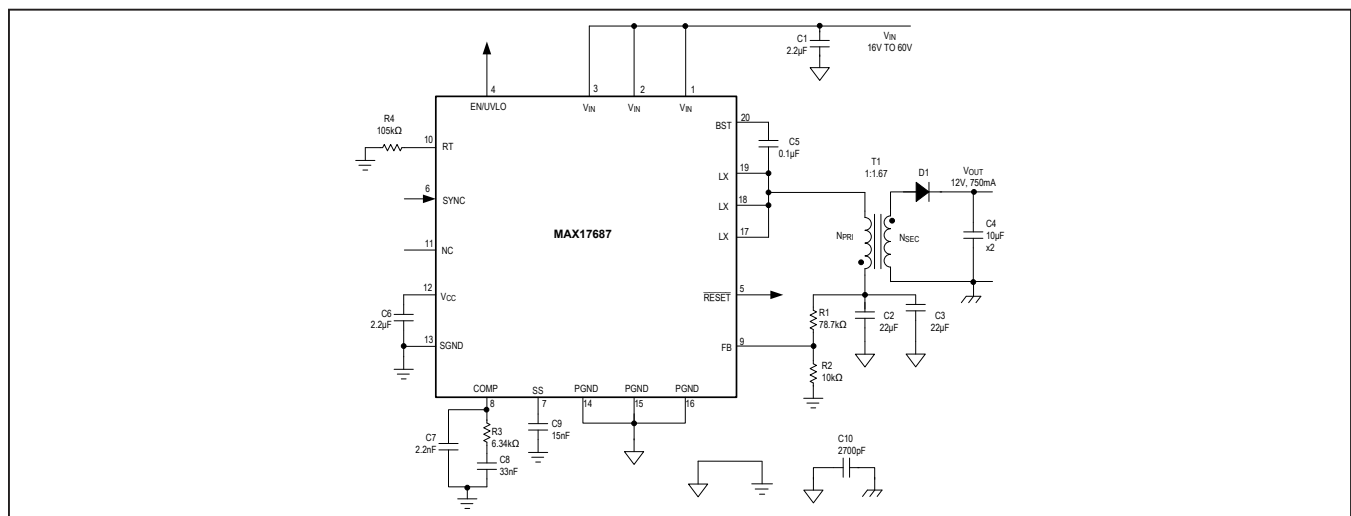 C1
2.2µF
VIN
16V TO 60V
4
3
2
1
EN/UVLO
VIN
VIN
VIN
R4
105kΩ
10
RT
BST
20
C5
0.1µF
6
SYNC
LX
19
LX
18
LX
17
T1
1:1.67
D1
VOUT
12V, 750mA
NPRI
NSEC
C4
10µF
x2
MAX17687
11
NC
12
VCC
C6
2.2µF
13
SGND
RESET
5
R1
78.7kΩ
C2
22µF
C3
22µF
FB
9
R2
10kΩ
COMP
SS
PGND
PGND
PGND
8
7
14
15
16
C7
2.2nF
R3
6.34kΩ
C8
33nF
C9
15nF
C10
2700pF